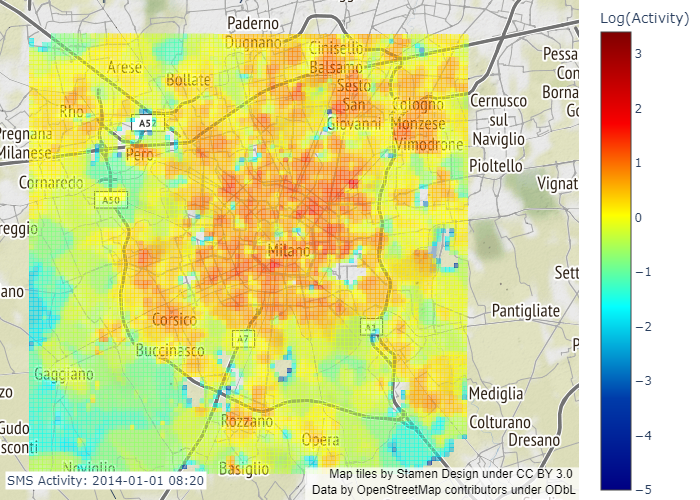 Log(Activity)
3
2
1
0
−1
−2
−3
−4
−5
Paderno
Dugnano
Cinisello
Balsamo
Sesto
San
Giovanni
Arese
Bollate
Rho
A52
Pero
Pregnana
Milanese
Cornaredo
A50
reggio
Cologno
Monzese
Vimodrone
Cernusco
sul
Naviglio
Pioltello
Pessa
Con
Borna
Go
Vignat
Milano
ano
Sett
Pantigliate
P
Corsico
A7
A1
Buccinasco
Gaggiano
zo
Gudo
sconti
Rozzano
Opera
Mediglia
Colturano
Dresano
Noviglio
Basiglio
SMS Activity: 2014-01-01 08:20
Map tiles by Stamen Design under CC BY 3.0
Data by OpenStreetMap contributors under ODbL